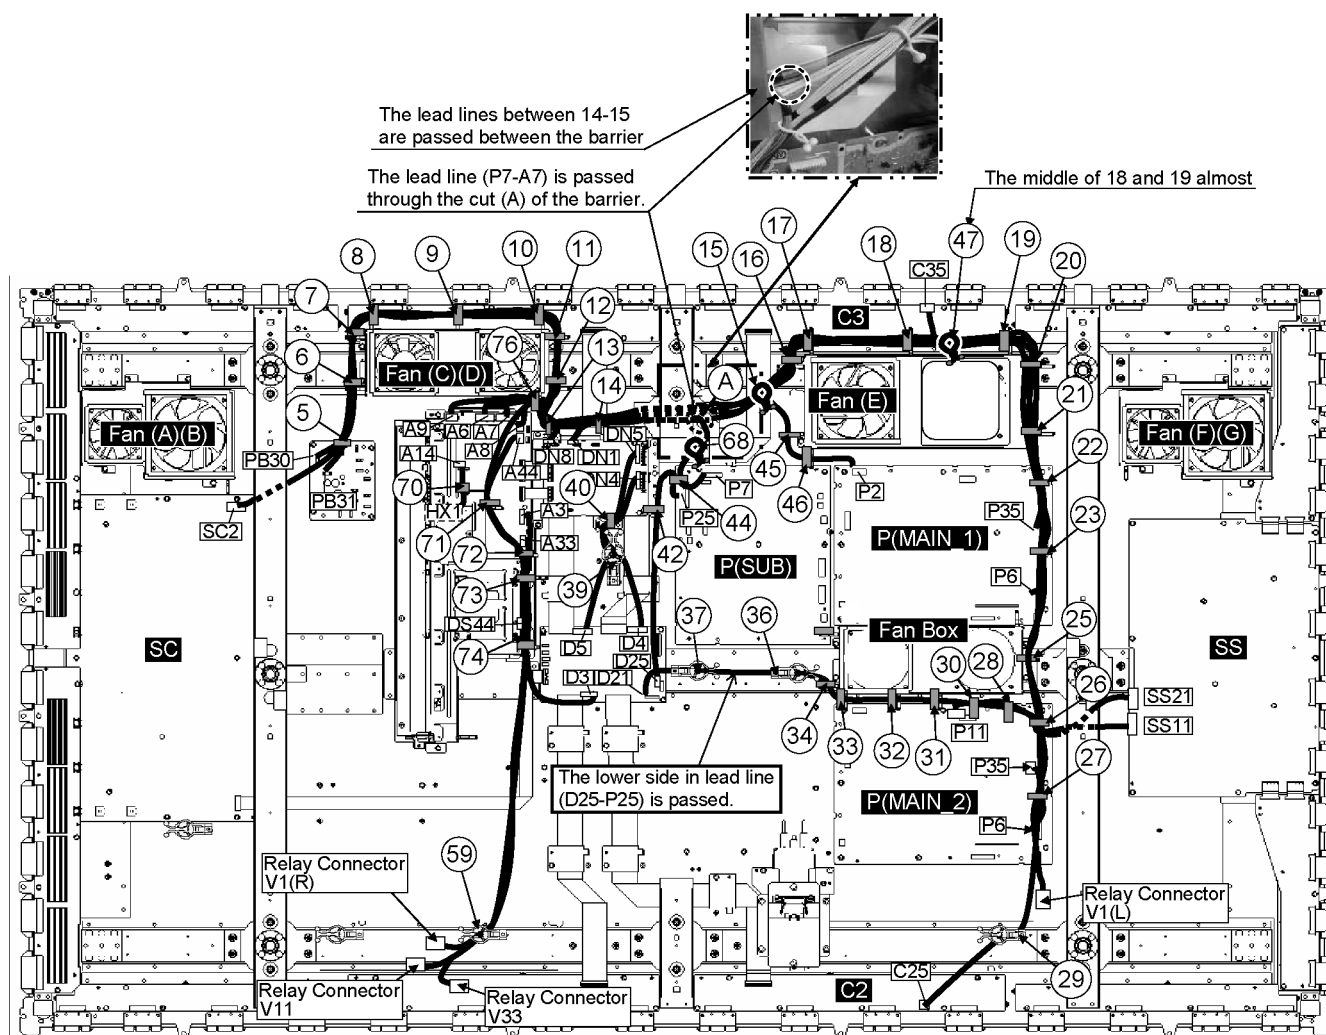 The lead lines between 14-15
are passed between the barrier
The lead line (P7-A7) is passed
through the cut (A) of the barrier.
The middle of 18 and 19 almost
8
9
10
11
7
12
6
76
13
5
14
15
16
17
18
47
19
20
C35
C3
A
21
Fan (A)(B)
Fan (C)(D)
Fan (E)
Fan (F)(G)
PB30
PB31
SC2
A9
A6
A7
A8
A14
A44
DN8
DN1
DN5
DN4
68
45
46
P7
P2
22
70
HX1
A3
40
P25
44
P35
23
71
72
A33
42
P(SUB)
P(MAIN_1)
73
39
P6
DS44
74
D5
D4
D25
D3
D21
37
36
Fan Box
25
SC
SS
30
28
26
SS21
SS11
34
33
32
31
P11
27
The lower side in lead line
(D25-P25) is passed.
P35
P(MAIN_2)
P6
59
Relay Connector
V1(R)
Relay Connector
V1(L)
Relay Connector
V11
Relay Connector
V33
C2
C25
29